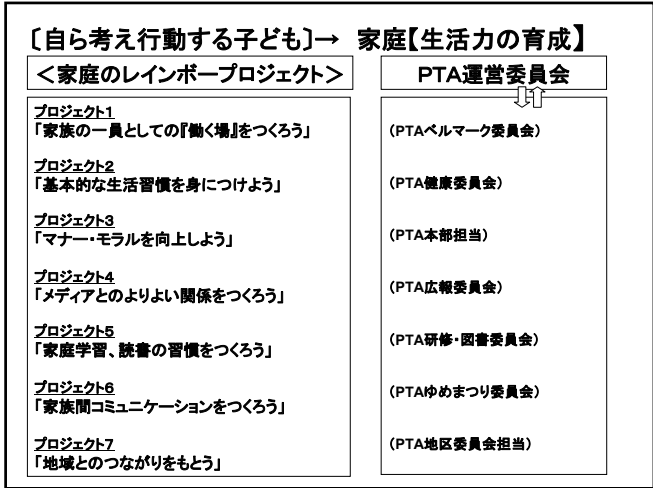 〔自ら考え行動する子ども〕→ 家庭【生活力の育成】
＜家庭のレインボープロジェクト＞
PTA運営委員会
プロジェクト1
「家族の一員としての『働く場』をつくろう」
(PTAベルマーク委員会)
プロジェクト2
「基本的な生活習慣を身につけよう」
(PTA健康委員会)
プロジェクト3
「マナー・モラルを向上しよう」
(PTA本部担当)
プロジェクト4
「メディアとのよりよい関係をつくろう」
(PTA広報委員会)
プロジェクト5
「家庭学習、読書の習慣をつくろう」
(PTA研修・図書委員会)
プロジェクト6
「家族間コミュニケーションをつくろう」
(PTAゆめまつり委員会)
プロジェクト7
「地域とのつながりをもとう」
(PTA地区委員会担当)